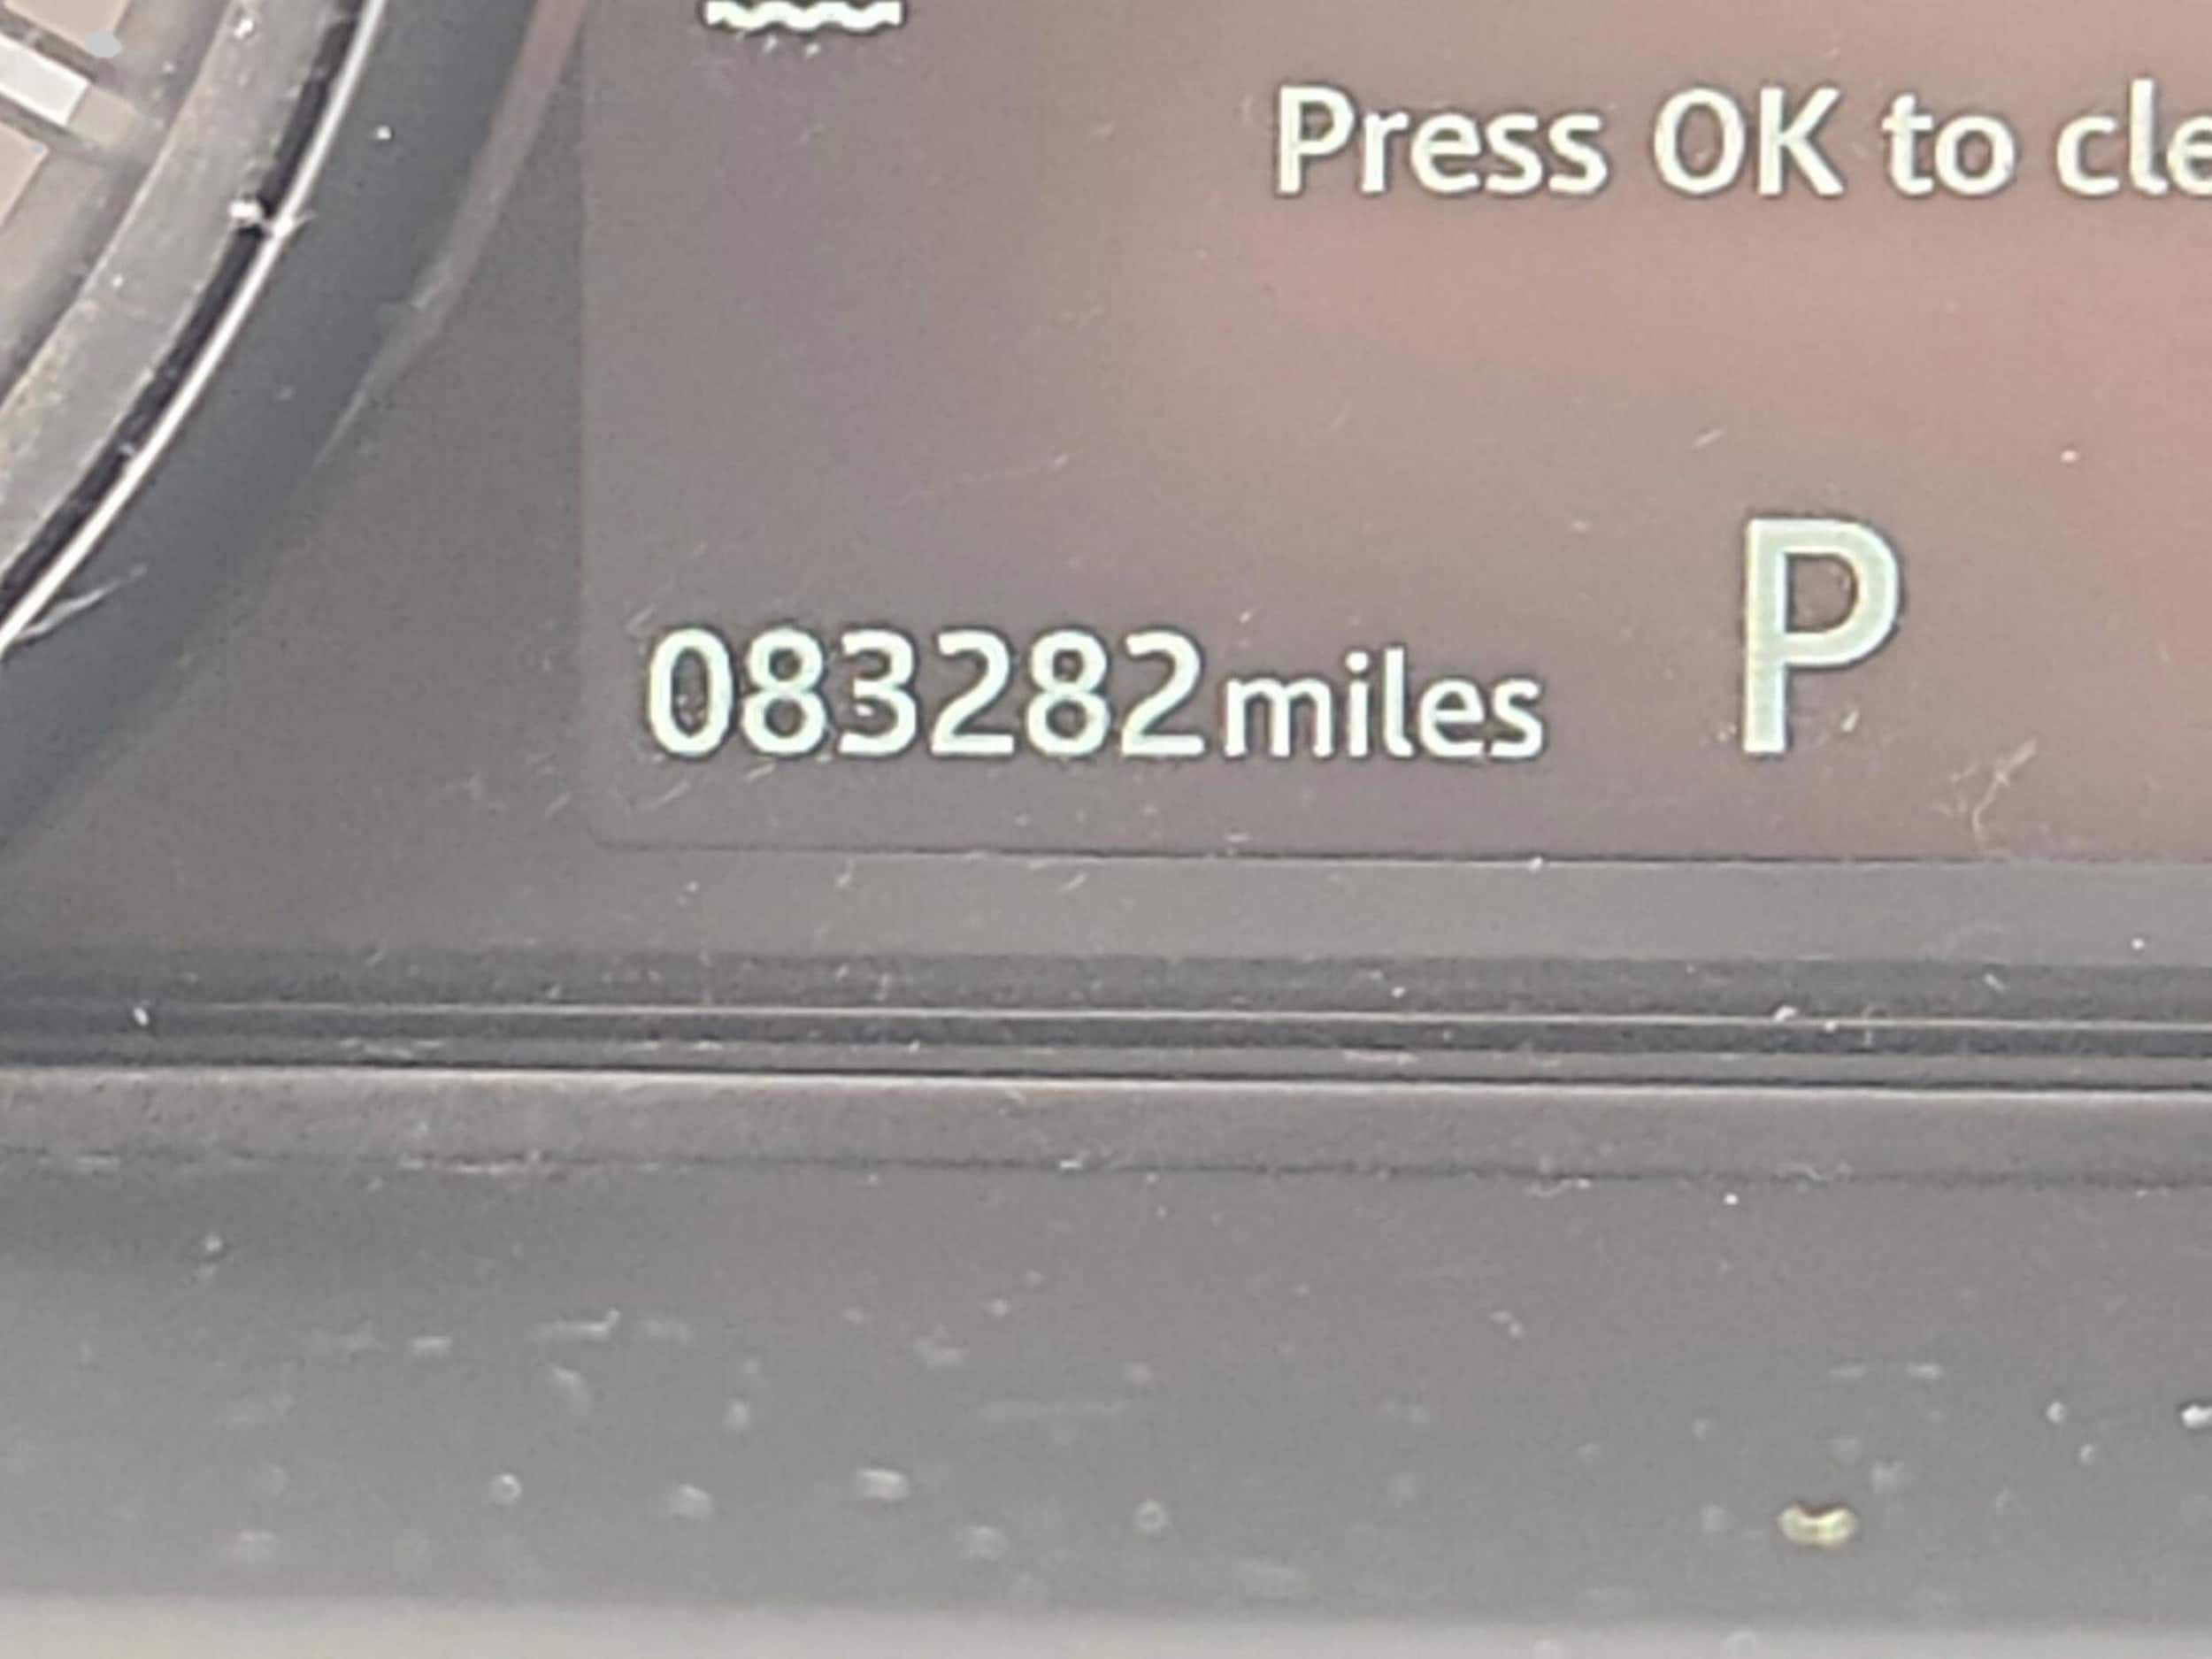 Press OK to cle
083282miles P